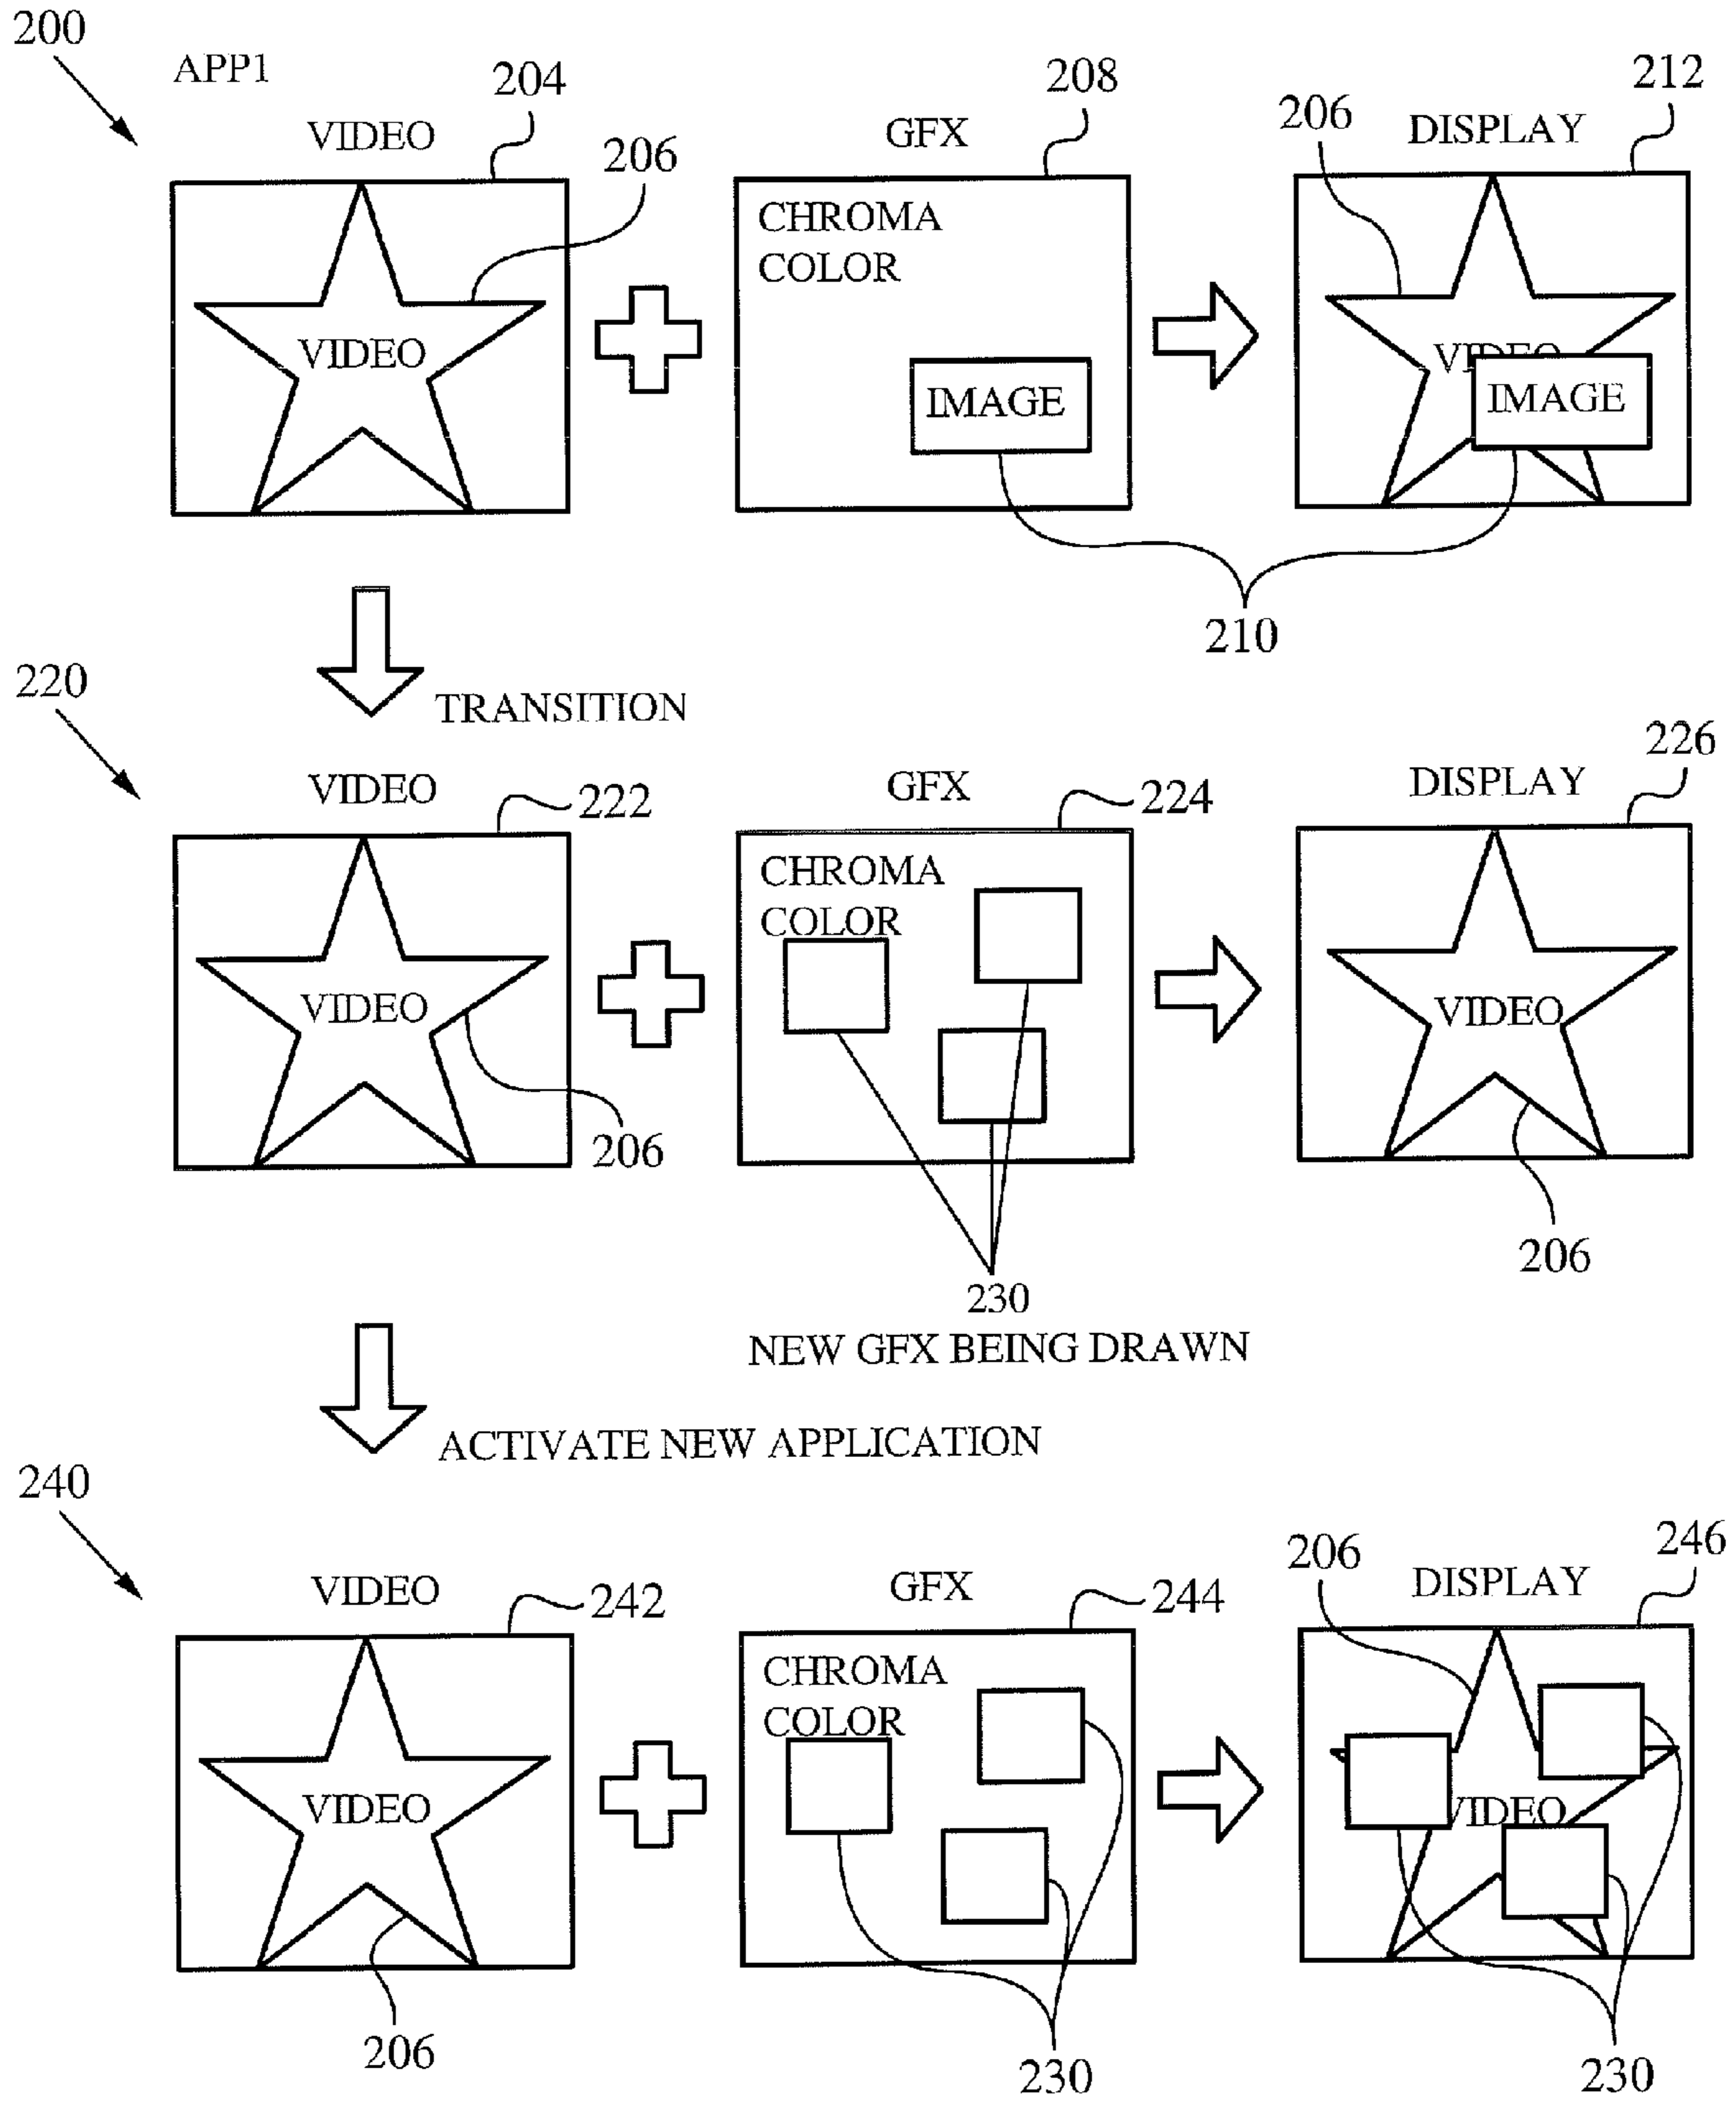 200
APP1
204
208
212
VIDEO
206
GFX
206
DISPLAY
CHROMA
COLOR
VIDEO
IMAGE
VIDEO
IMAGE
210
220
TRANSITION
226
VIDEO
222
GFX
224
DISPLAY
CHROMA
COLOR
VIDEO
VIDEO
206
206
230
NEW GFX BEING DRAWN
ACTIVATE NEW APPLICATION
240
206
246
VIDEO
242
GFX
244
DISPLAY
CHROMA
COLOR
VIDEO
VIDEO
206
230
230